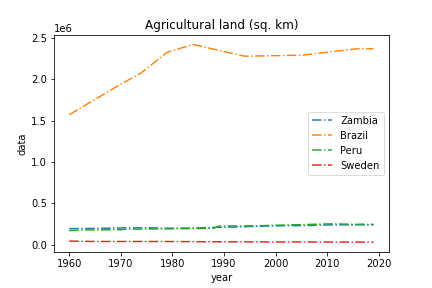 Agricultural land (sq. km)
1e6
2.5
2.0
1.5
1.0
0.5
0.0
data
Zambia
Brazil
Peru
Sweden
1960 1970 1980 1990 2000 2010 2020
year